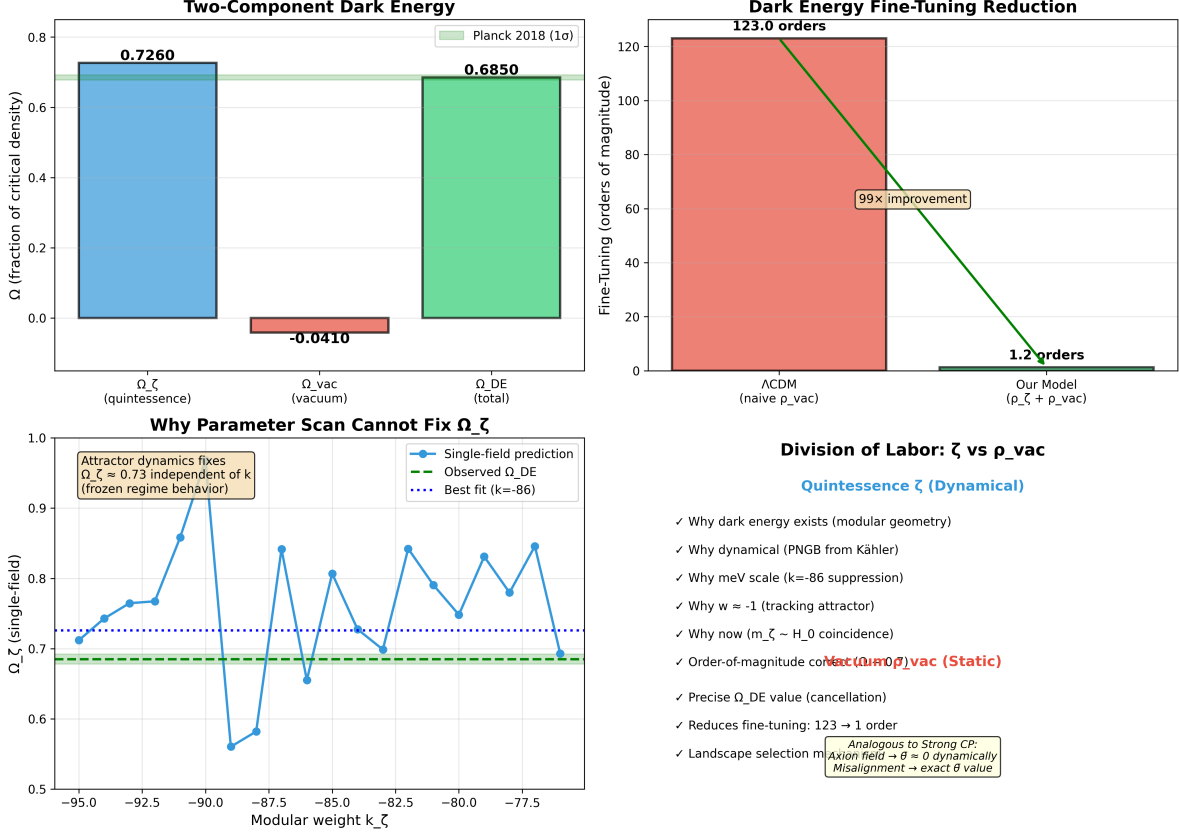 Two-Component Dark Energy
Planck 2018 (1σ)
0.7260
-0.0410
0.6850
Ω (fraction of critical density)
0.8
0.6
0.4
0.2
0.0
Ω_ζ
(quintessence)
Ω_vac
(vacuum)
Ω_DE
(total)
Dark Energy Fine-Tuning Reduction
123.0 orders
99× improvement
1.2 orders
Fine-Tuning (orders of magnitude)
120
100
80
60
40
20
0
ΛCDM
(naive ρ_vac)
Our Model
(ρ_ζ + ρ_vac)
Why Parameter Scan Cannot Fix Ω_ζ
Attractor dynamics fixes
Ω_ζ ≈ 0.73 independent of k
(frozen regime behavior)
Single-field prediction
Observed Ω_DE
Best fit (k=-86)
Ω_ζ (single-field)
1.0
0.9
0.8
0.7
0.6
0.5
−95.0 −92.5 −90.0 −87.5 −85.0 −82.5 −80.0 −77.5
Modular weight k_ζ
Division of Labor: ζ vs ρ_vac
Quintessence ζ (Dynamical)
✓ Why dark energy exists (modular geometry)
✓ Why dynamical (PNGB from Kähler)
✓ Why meV scale (k=-86 suppression)
✓ Why w ≈ -1 (tracking attractor)
✓ Why now (m_ζ ~ H_0 coincidence)
✓ Order-of-magnitude
Vacuum ρ_vac (Static)
✓ Precise Ω_DE value (cancellation)
✓ Reduces fine-tuning: 123 → 1 order
✓ Landscape selection
Analogous to Strong CP:
Axion field → θ̄ ≈ 0 dynamically
Misalignment → exact θ̄ value